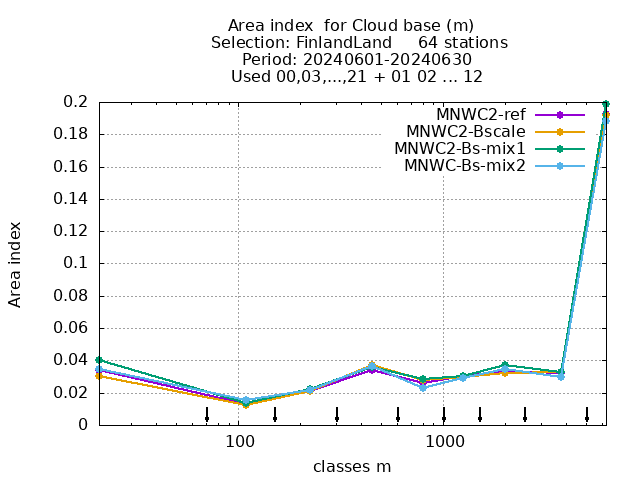 Area index  for Cloud base (m)
Selection: FinlandLand     64 stations
Period: 20240601-20240630
Used 00,03,...,21 + 01 02 ... 12
MNWC2-ref
MNWC2-Bscale
MNWC2-Bs-mix1
MNWC-Bs-mix2
0.2
0.18
0.16
0.14
0.12
0.1
0.08
0.06
0.04
0.02
0
Area index
100
1000
classes m